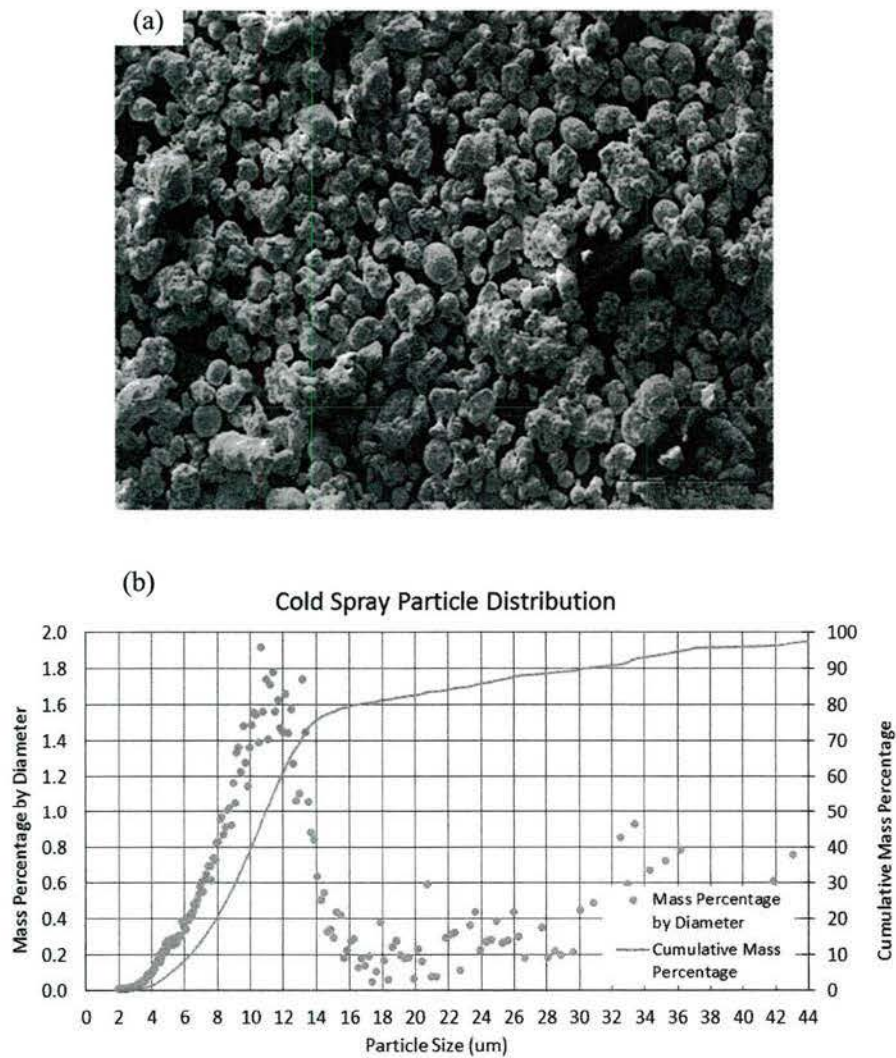 (a)
(b)
Cold Spray Particle Distribution
Mass Percentage by Diameter
2.0
1.8
1.6
1.4
1.2
1.0
0.8
0.6
0.4
0.2
0.0
100
90
80
70
60
50
40
30
20
10
0
Cumulative Mass Percentage
Mass Percentage
by Diameter
Cumulative Mass
Percentage
0 2 4 6 8 10 12 14 16 18 20 22 24 26 28 30 32 34 36 38 40 42 44
Particle Size (um)